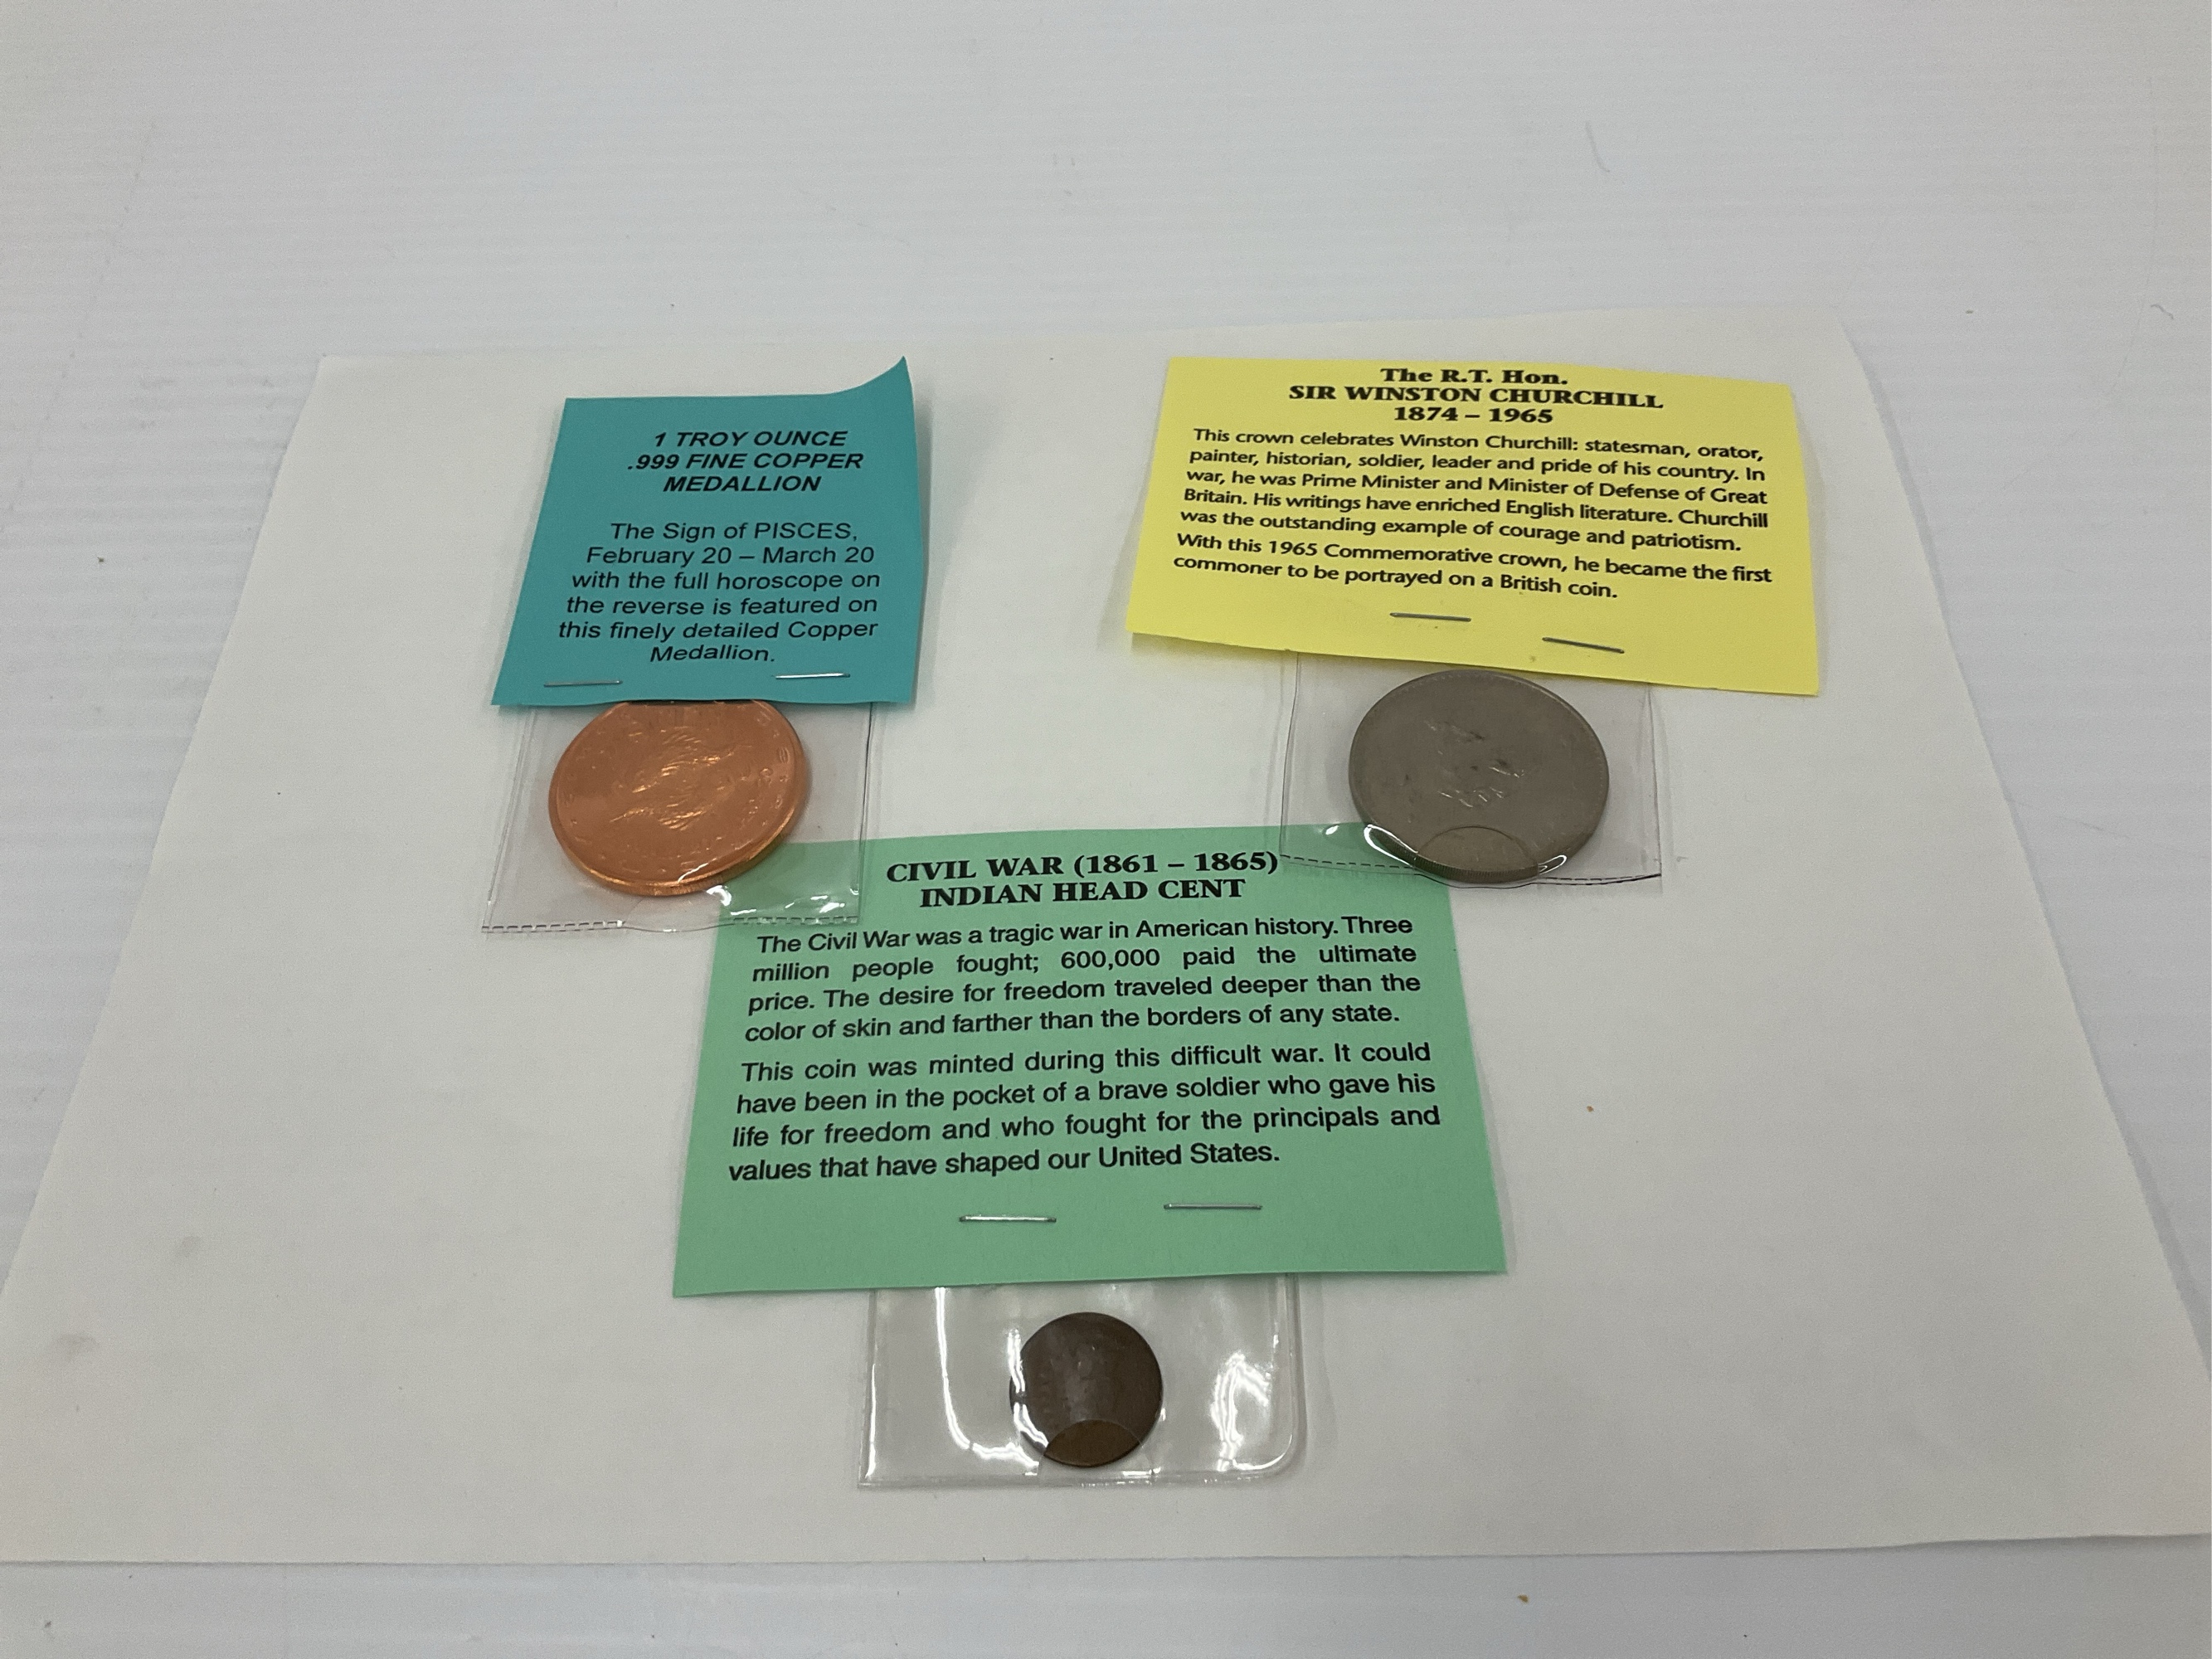 1 TROY OUNCE
.999 FINE COPPER
MEDALLION
The Sign of PISCES,
February 20 – March 20
with the full horoscope on
the reverse is featured on
this finely detailed Copper
Medallion.
The R.T. Hon.
SIR WINSTON CHURCHILL
1874 – 1965
This crown celebrates Winston Churchill: statesman, orator,
painter, historian, soldier, leader and pride of his country. In
war, he was Prime Minister and Minister of Defense of Great
Britain. His writings have enriched English literature. Churchill
was the outstanding example of courage and patriotism.
With this 1965 Commemorative crown, he became the first
commoner to be portrayed on a British coin.
CIVIL WAR (1861 – 1865)
INDIAN HEAD CENT
The Civil War was a tragic war in American history. Three
million people fought; 600,000 paid the ultimate
price. The desire for freedom traveled deeper than the
color of skin and farther than the borders of any state.
This coin was minted during this difficult war. It could
have been in the pocket of a brave soldier who gave his
life for freedom and who fought for the principals and
values that have shaped our United States.